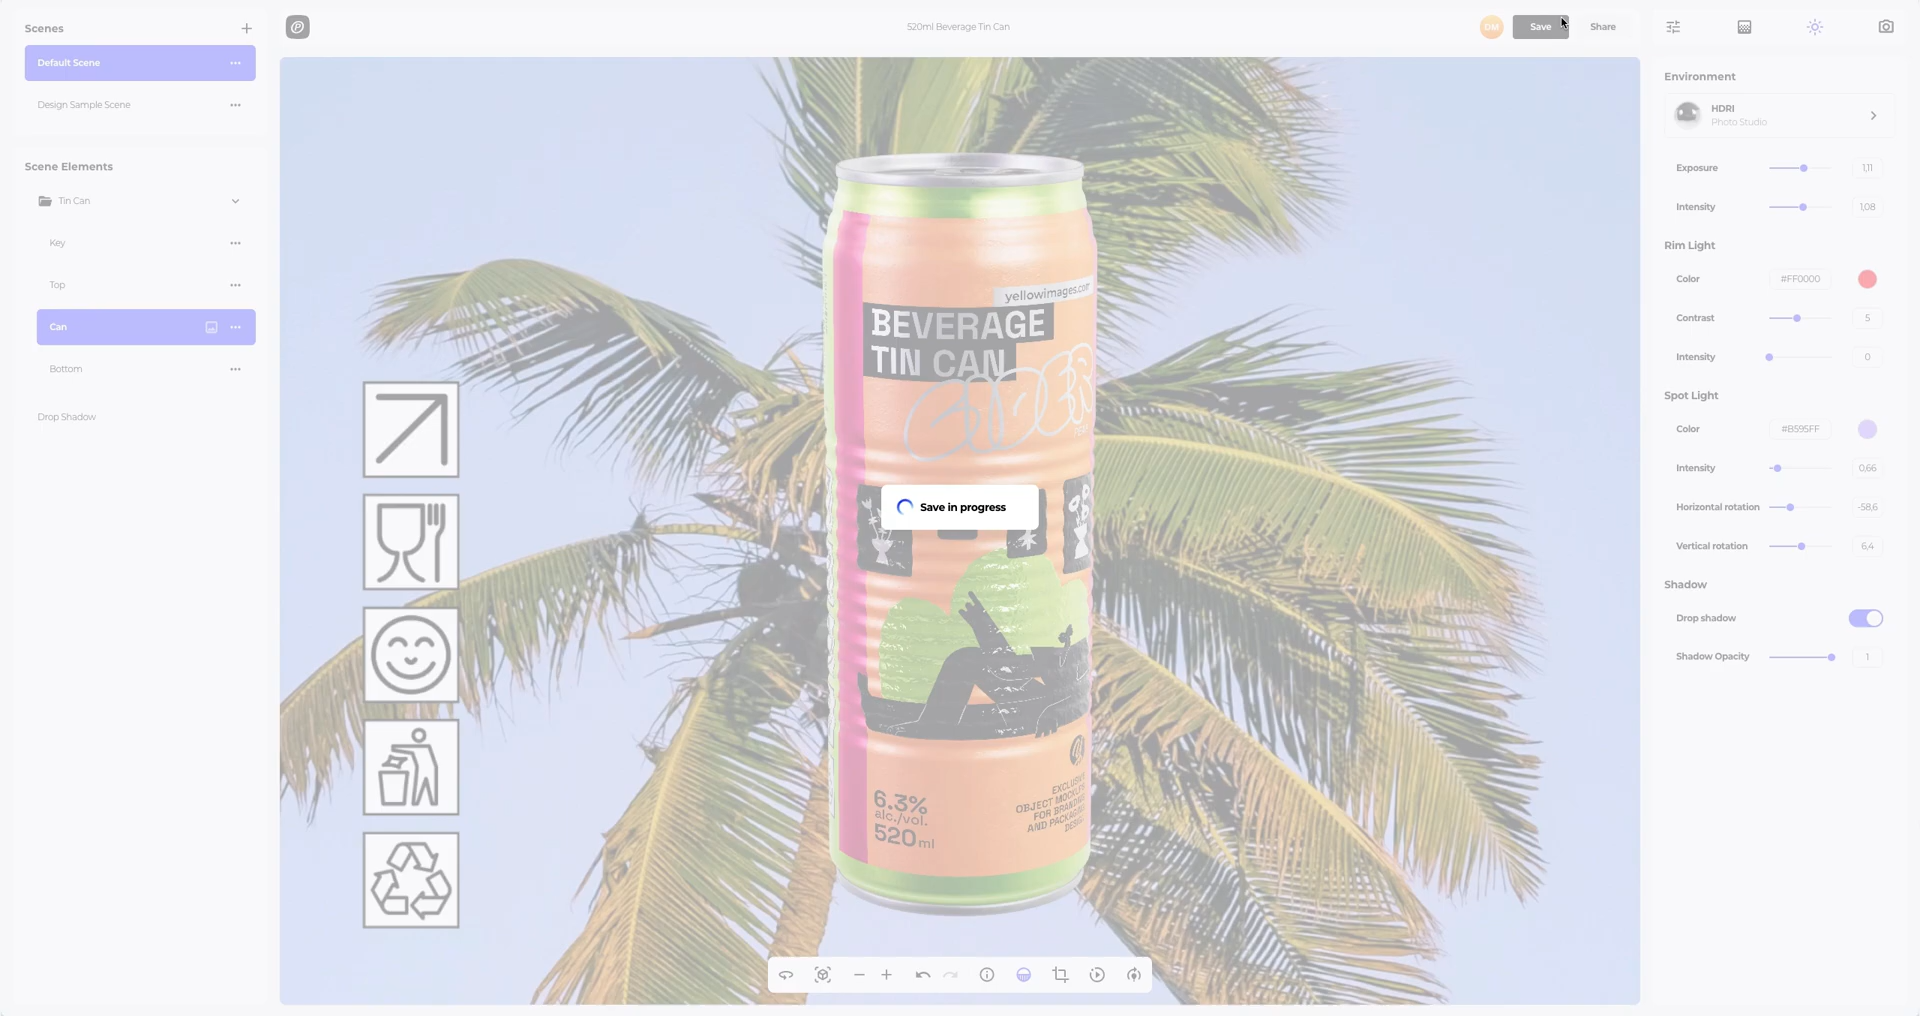 Scenes
Default Scene
Design Sample Scene
Scene Elements
Tin Can
Key
Top
Can
Bottom
Drop Shadow
520ml Beverage Tin Can
DM
Save
Share
yellowimages.com
BEVERAGE
TIN CAN
Save in progress
6.3%
alc./vol.
520 ml
EXCLUSIVE
OBJECT MOCKUPS
FOR BRANDING
AND PACKAGING
DESIGN
Environment
HDRI
Photo Studio
Exposure
1,11
Intensity
1,08
Rim Light
Color
#FF0000
Contrast
5
Intensity
0
Spot Light
Color
#B595FF
Intensity
0,66
Horizontal rotation
-58,6
Vertical rotation
6,4
Shadow
Drop shadow
Shadow Opacity
1